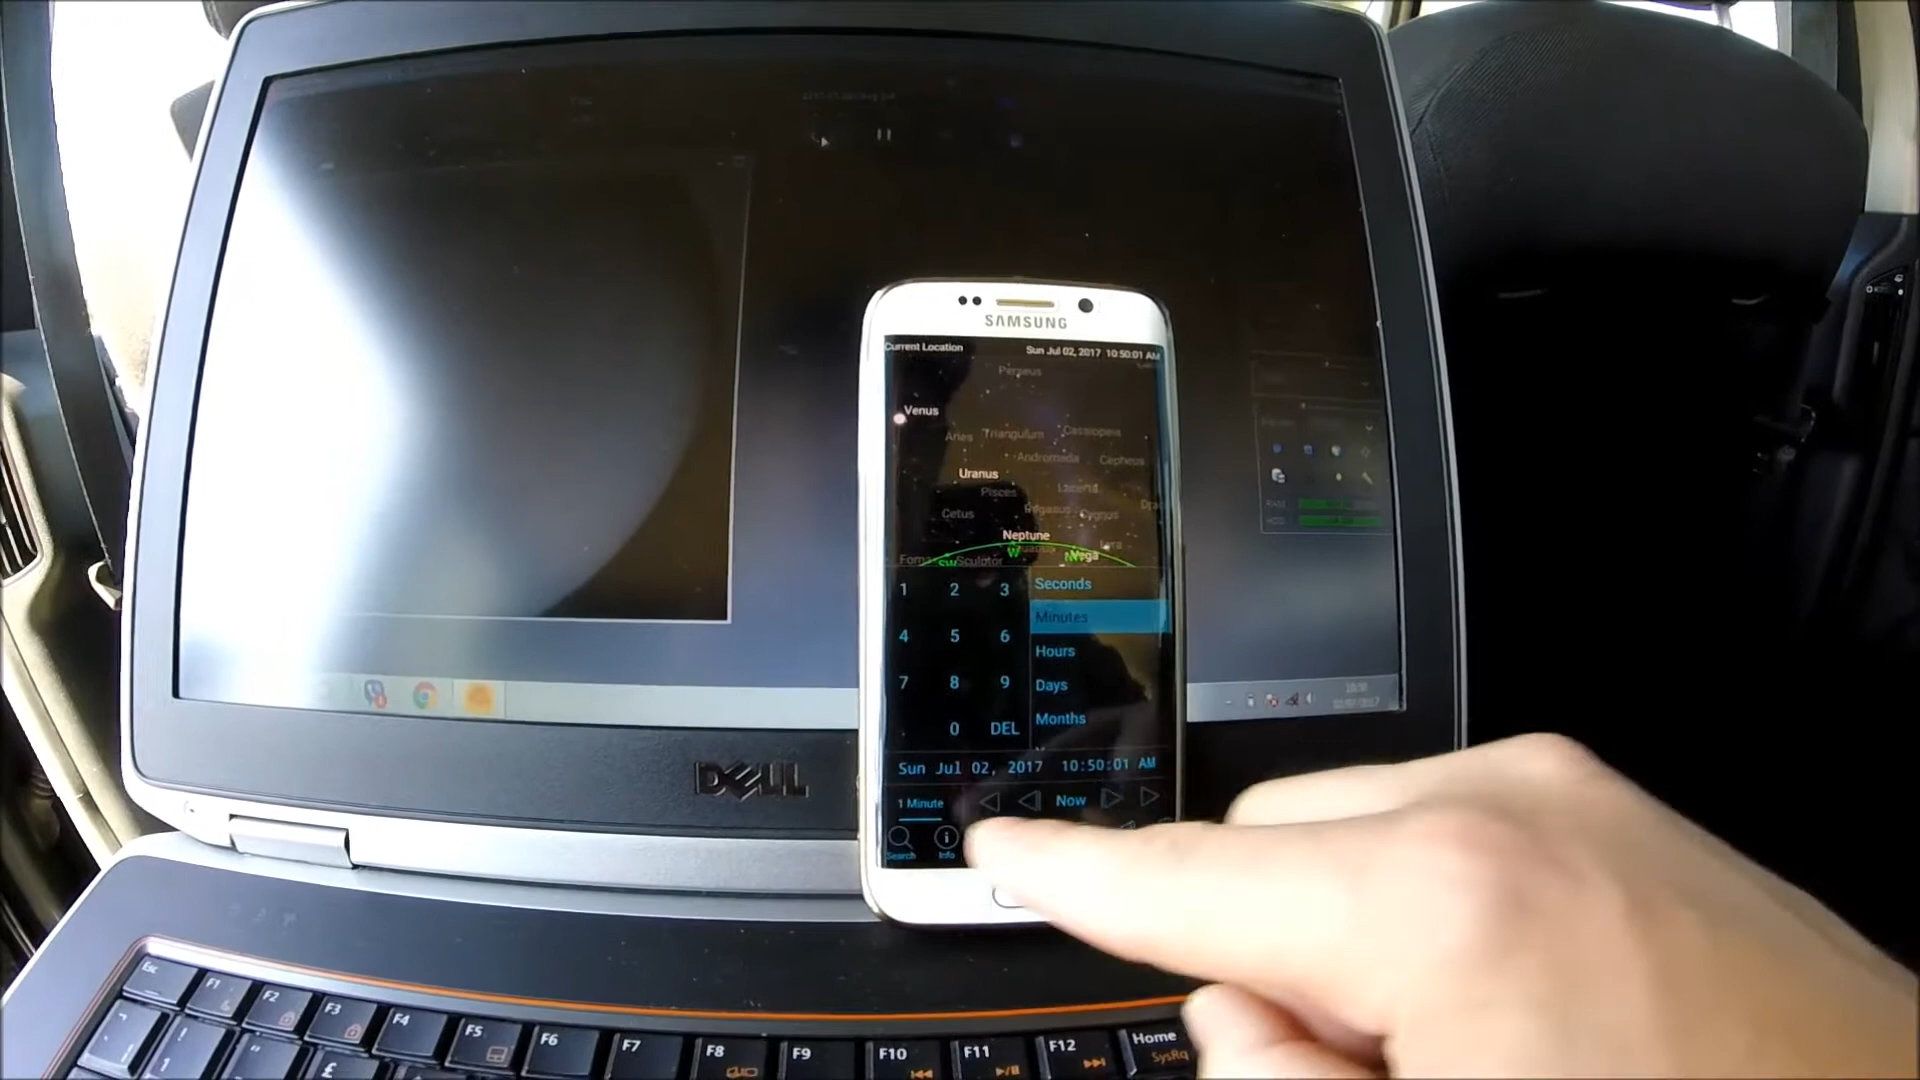 SAMSUNG
Current Location
Sun Jul 02, 2017 10:50:01 AM
Perseus
Venus
Aries
Triangulum
Cassiopeia
Andromeda
Cepheus
Uranus
Pisces
Lacerta
Cetus
Pegasus
Cygnus
Neptune
Lyra
W
Vega
SW
Sculptor
1 2 3
4 5 6
7 8 9
0 DEL
Seconds
Minutes
Hours
Days
Months
Sun Jul 02, 2017 10:50:01 AM
1 Minute
Now
Search
Info
DELL
Esc
F1
F2
F3
F4
F5
F6
F7
F8
F9
F10
F11
F12
Home
SysRq
1
£